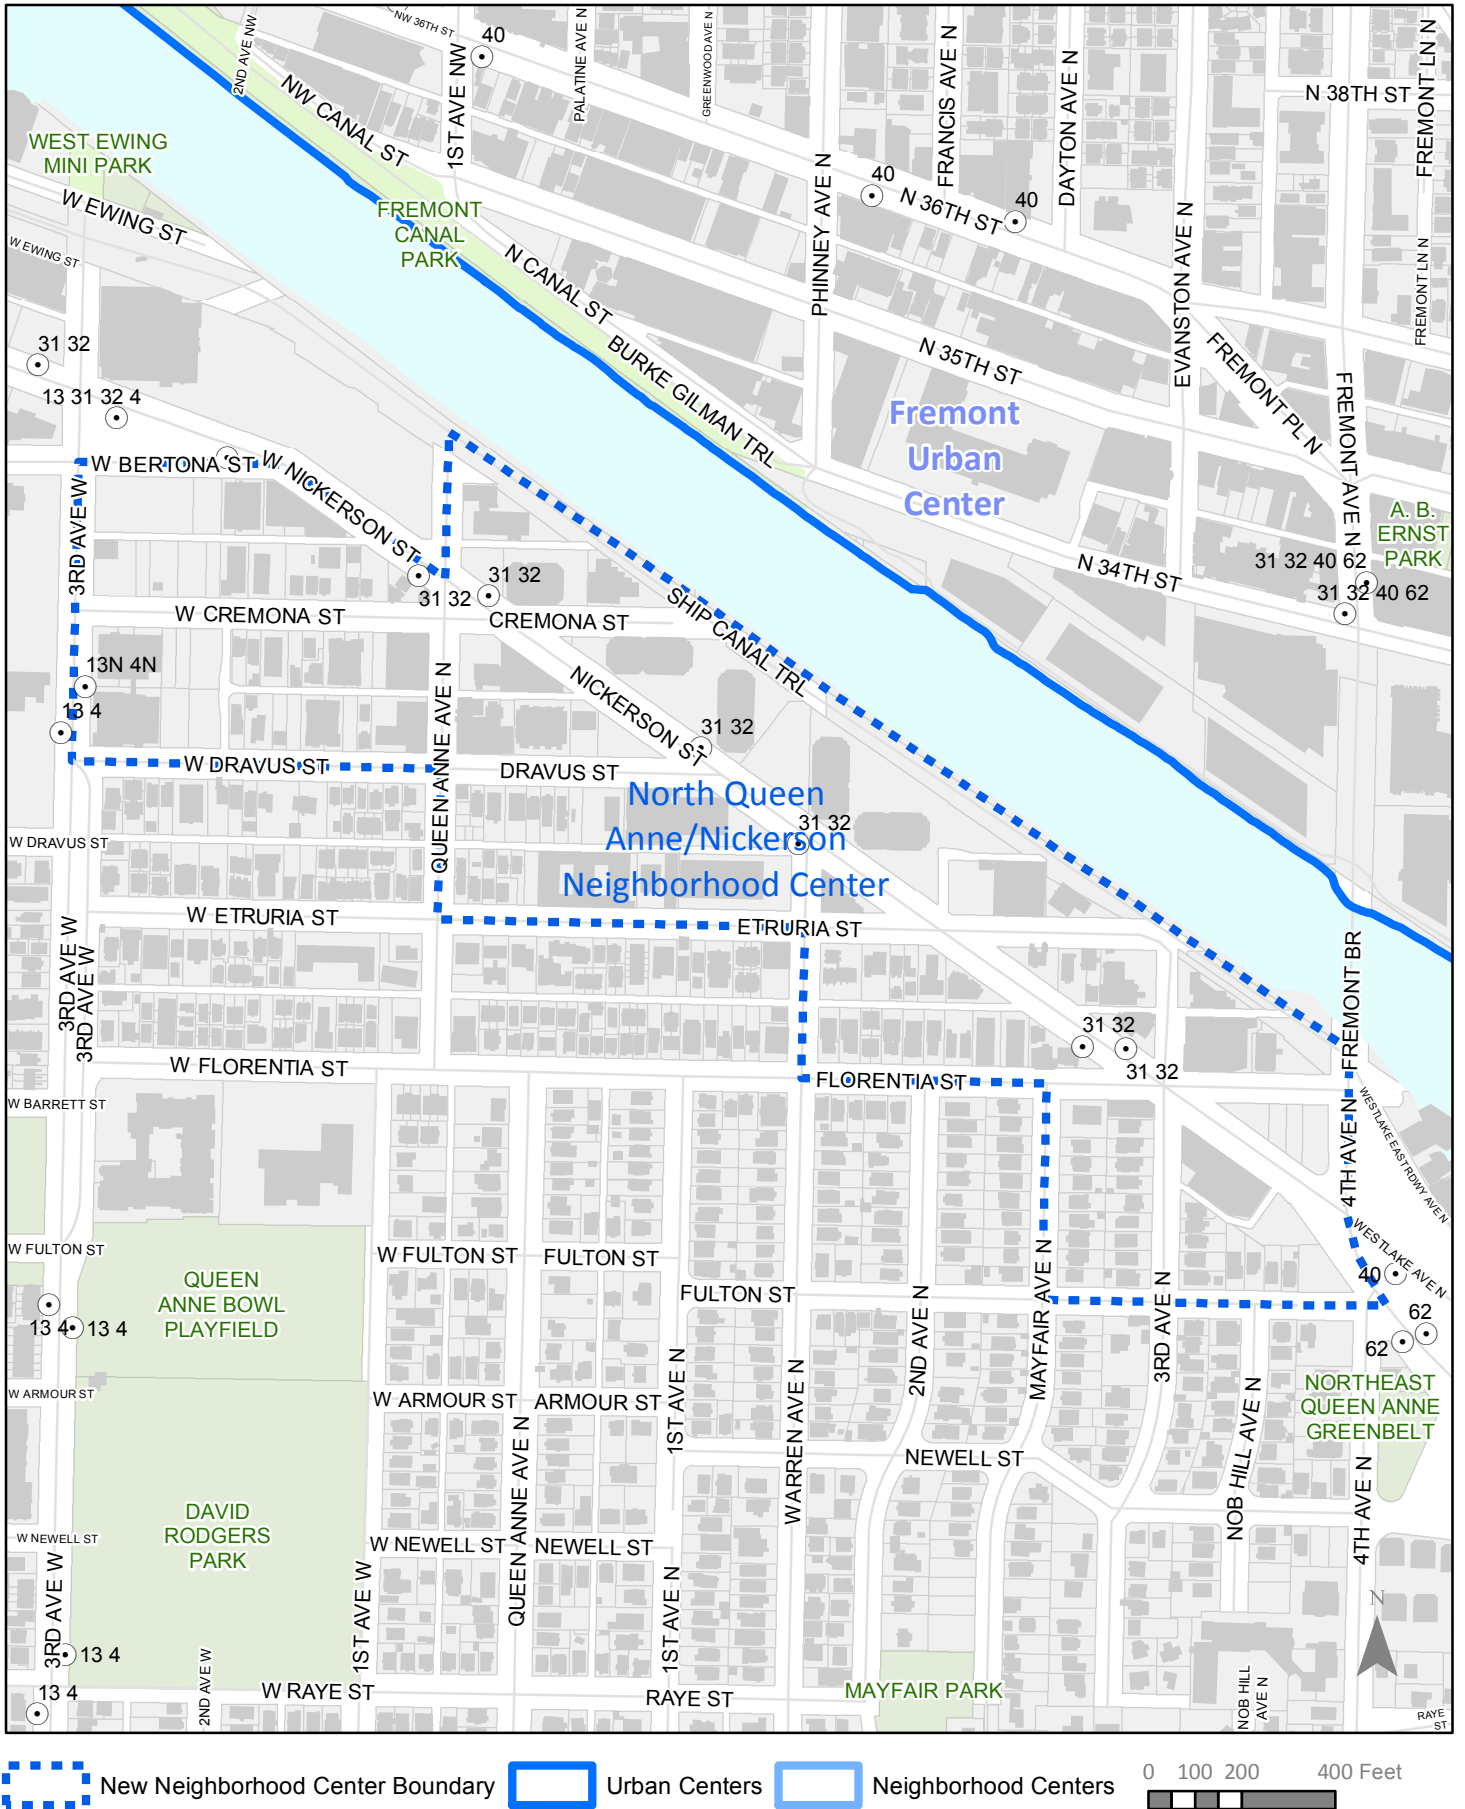 NW 36TH ST
40
2ND AVE NW
NW CANAL ST
1ST AVE NW
PALATINE AVE N
GREENWOOD AVE N
FRANCIS AVE N
DAYTON AVE N
N 38TH ST
FREMONT LN N
WEST EWING
MINI PARK
W EWING ST
W EWING ST
FREMONT
CANAL
PARK
N CANAL ST
BURKE GILMAN TRL
PHINNEY AVE N
40
N 36TH ST
40
EVANSTON AVE N
FREMONT LN N
N 35TH ST
FREMONT PL N
FREMONT AVE N
Fremont
Urban
Center
A. B.
ERNST
PARK
31 32
13 31 32 4
W BERTONA ST
W NICKERSON ST
3RD AVE W
31 32
31 32
W CREMONA ST
CREMONA ST
SHIP CANAL TRL
N 34TH ST
31 32 40 62
31 32 40 62
13N 4N
13 4
QUEEN ANNE AVE N
NICKERSON ST
31 32
W DRAVUS ST
DRAVUS ST
North Queen
Anne/Nickerson
Neighborhood Center
31 32
W DRAVUS ST
W ETRURIA ST
ETRURIA ST
3RD AVE W
3RD AVE W
FREMONT BR
31 32
31 32
W FLORENTIA ST
FLORENTIA ST
W BARRETT ST
4TH AVE N
WESTLAKE EAST RDWY AVE N
WESTLAKE AVE N
W FULTON ST
W FULTON ST
FULTON ST
FULTON ST
QUEEN
ANNE BOWL
PLAYFIELD
13 4
13 4
40
62
62
2ND AVE N
MAYFAIR AVE N
3RD AVE N
W ARMOUR ST
W ARMOUR ST
ARMOUR ST
1ST AVE N
WARREN AVE N
NOB HILL AVE N
NORTHEAST
QUEEN ANNE
GREENBELT
NEWELL ST
4TH AVE N
DAVID
RODGERS
PARK
W NEWELL ST
W NEWELL ST
NEWELL ST
QUEEN ANNE AVE N
3RD AVE W
1ST AVE W
1ST AVE N
N
13 4
13 4
2ND AVE W
W RAYE ST
RAYE ST
MAYFAIR PARK
NOB HILL
AVE N
RAYE
ST
New Neighborhood Center Boundary
Urban Centers
Neighborhood Centers
0 100 200 400 Feet